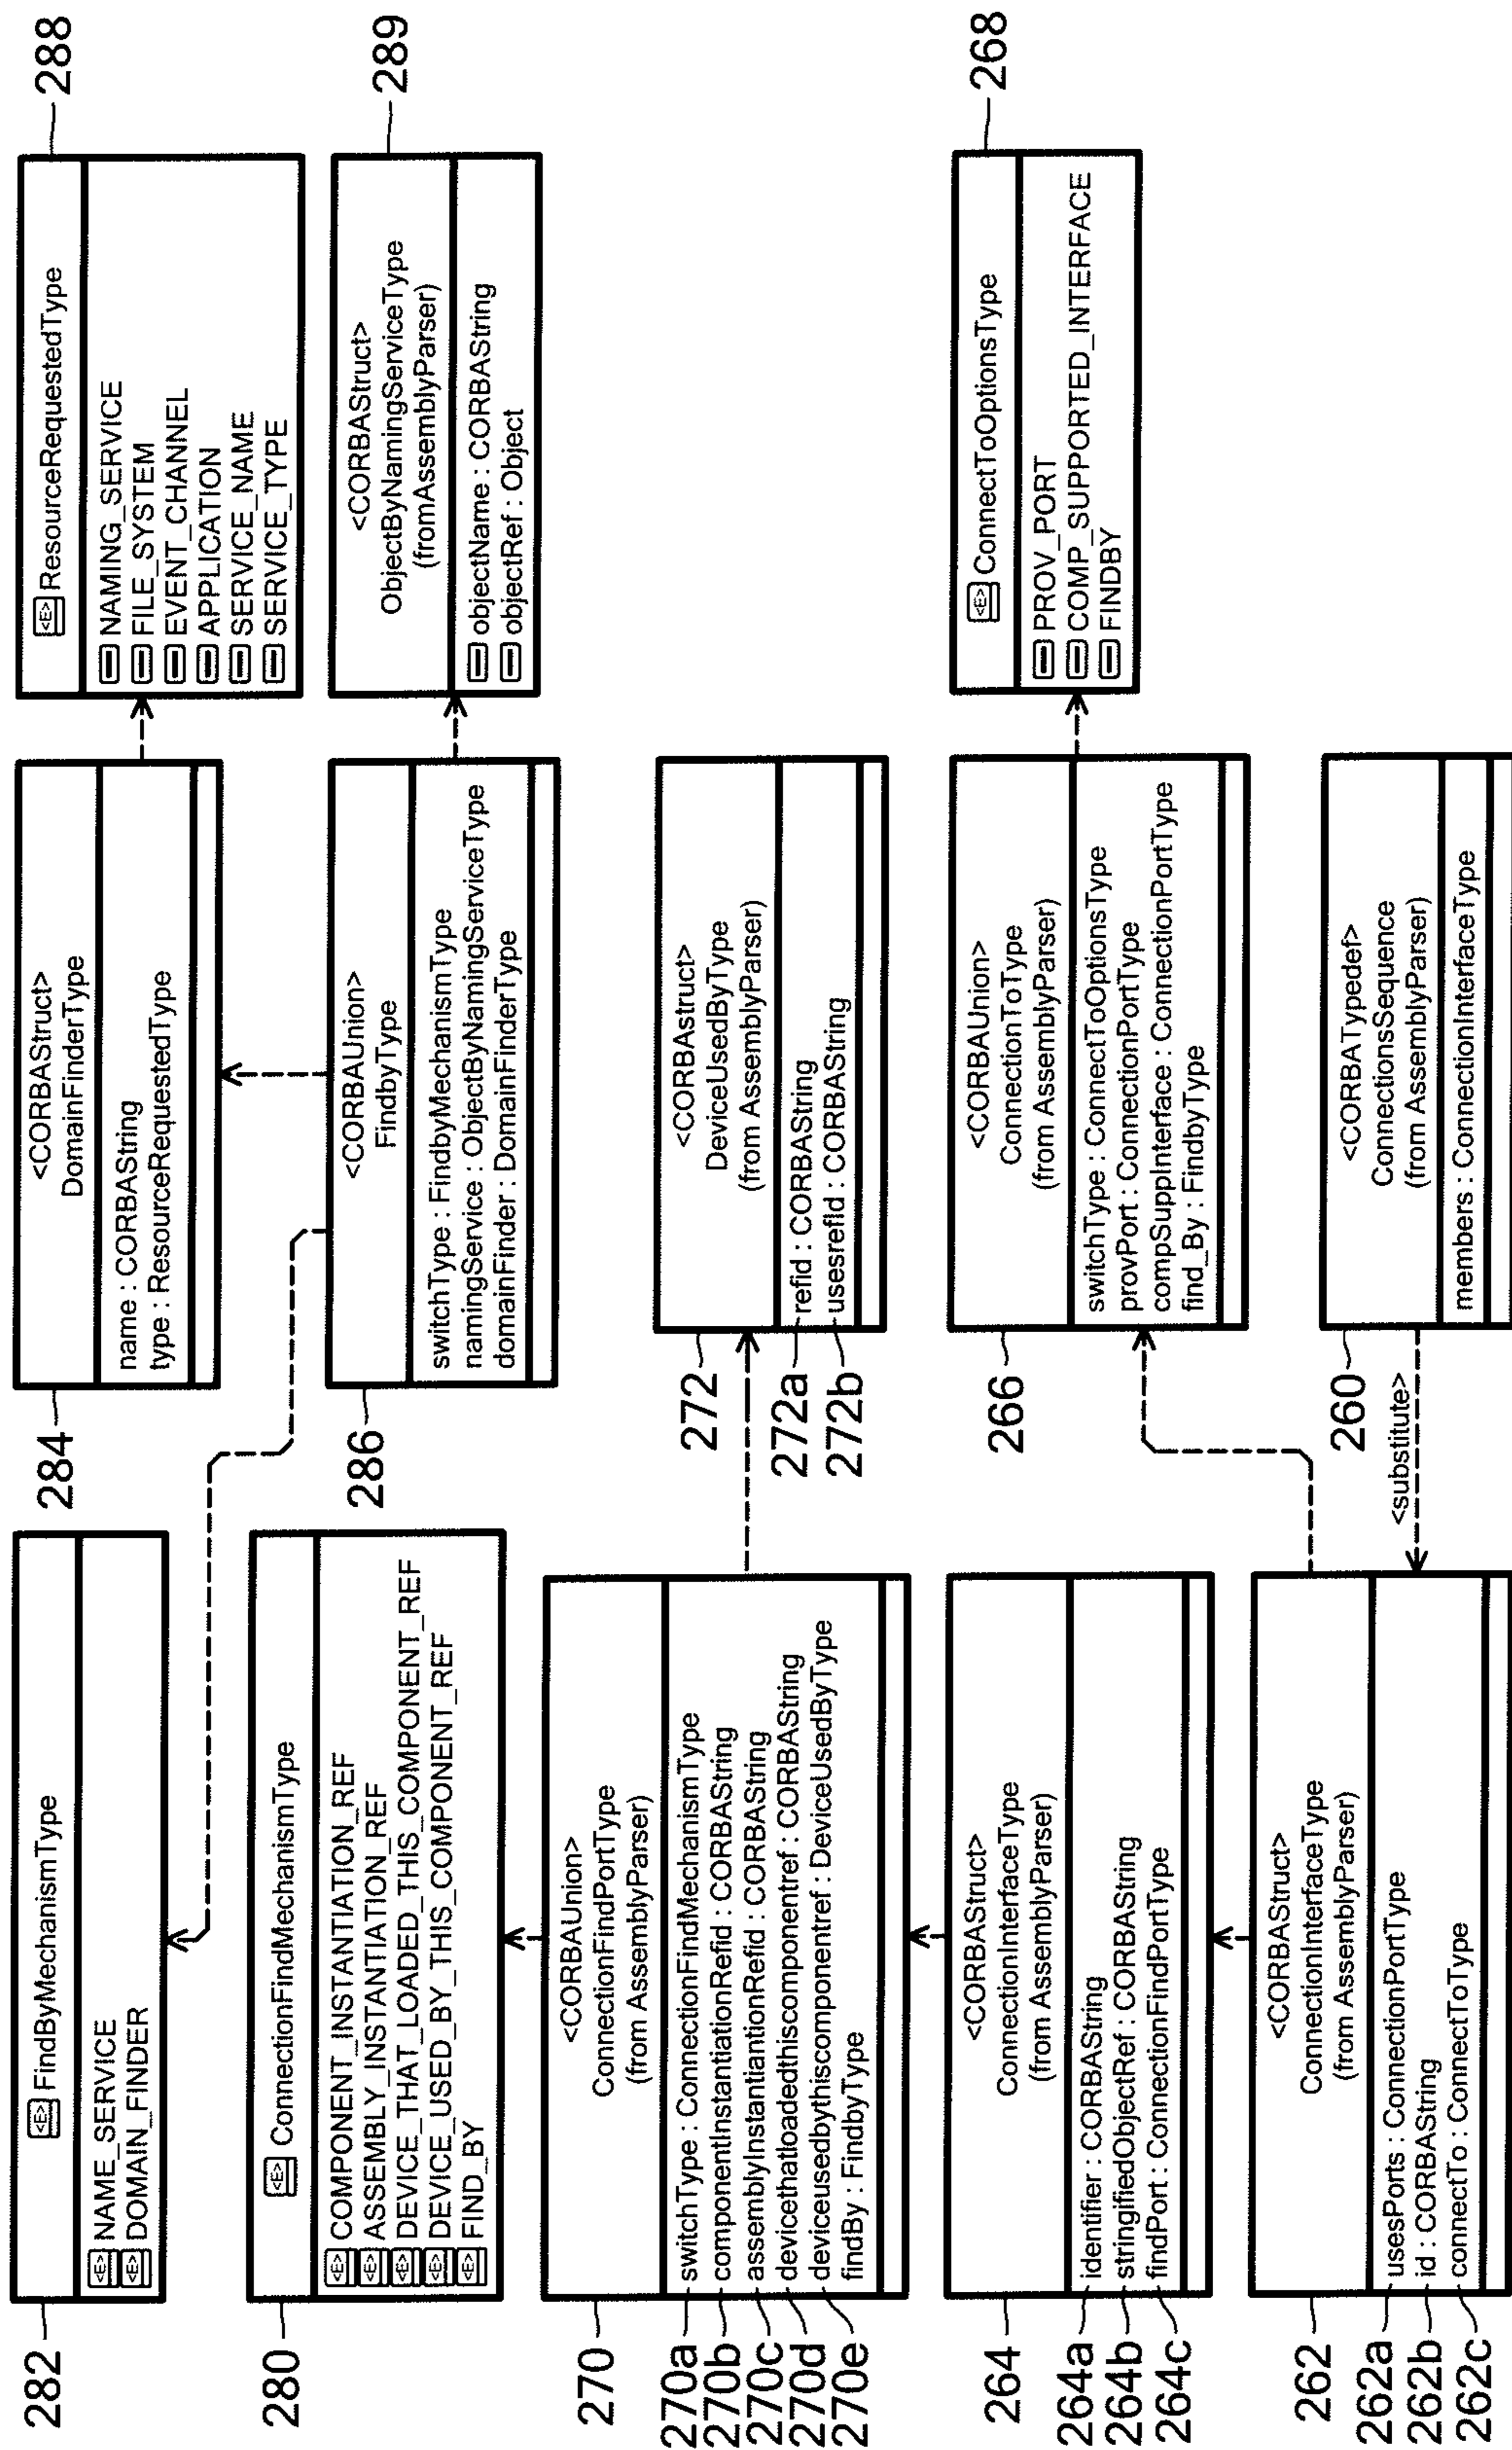 282
<E> FindByMechanismType
<E> NAME_SERVICE
<E> DOMAIN_FINDER
284
<CORBAStruct>
DomainFinderType
name : CORBAString
type : ResourceRequestedType
288
<E> ResourceRequestedType
NAMING_SERVICE
FILE_SYSTEM
EVENT_CHANNEL
APPLICATION
SERVICE_NAME
SERVICE_TYPE
280
<E> ConnectionFindMechanismType
<E> COMPONENT_INSTANTIATION_REF
<E> ASSEMBLY_INSTANTIATION_REF
<E> DEVICE_THAT_LOADED_THIS_COMPONENT_REF
<E> DEVICE_USED_BY_THIS_COMPONENT_REF
<E> FIND_BY
286
<CORBAUnion>
FindbyType
switchType : FindbyMechanismType
namingService : ObjectByNamingServiceType
domainFinder : DomainFinderType
289
<CORBAStruct>
ObjectByNamingServiceType
(fromAssemblyParser)
objectName : CORBAString
objectRef : Object
270
<CORBAUnion>
ConnectionFindPortType
(from AssemblyParser)
270a
switchType : ConnectionFindMechanismType
270b
componentInstantiationRefid : CORBAString
270c
assemblyInstantiantionRefid : CORBAString
270d
devicethatloadedthiscomponentref : CORBAString
270e
deviceusedbythiscomponentref : DeviceUsedByType
findBy : FindbyType
272
<CORBAstruct>
DeviceUsedByType
(from AssemblyParser)
272a
refid : CORBAString
272b
usesrefId : CORBAString
264
<CORBAStruct>
ConnectionInterfaceType
(from AssemblyParser)
264a
identifier : CORBAString
264b
stringifiedObjectRef : CORBAString
264c
findPort : ConnectionFindPortType
266
<CORBAUnion>
ConnectionToType
(from AssemblyParser)
switchType : ConnectToOptionsType
provPort : ConnectionPortType
compSuppInterface : ConnectionPortType
find_By : FindbyType
268
<E> ConnectToOptionsType
PROV_PORT
COMP_SUPPORTED_INTERFACE
FINDBY
262
<CORBAStruct>
ConnectionInterfaceType
(from AssemblyParser)
262a
usesPorts : ConnectionPortType
262b
id : CORBAString
262c
connectTo : ConnectToType
<substitute>
260
<CORBATypedef>
ConnectionsSequence
(from AssemblyParser)
members : ConnectionInterfaceType